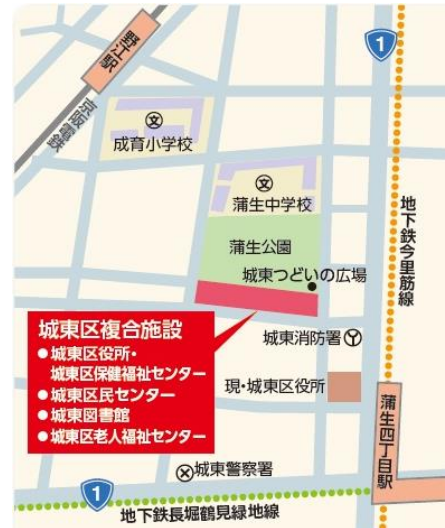 1
野江駅
京阪電鉄
文
成育小学校
文
蒲生中学校
蒲生公園
城東つどいの広場
地下鉄今里筋線
城東区複合施設
●城東区役所・
城東区保健福祉センター
●城東区民センター
●城東図書館
●城東区老人福祉センター
城東消防署
現・城東区役所
蒲生四丁目駅
城東警察署
1
地下鉄長堀鶴見緑地線